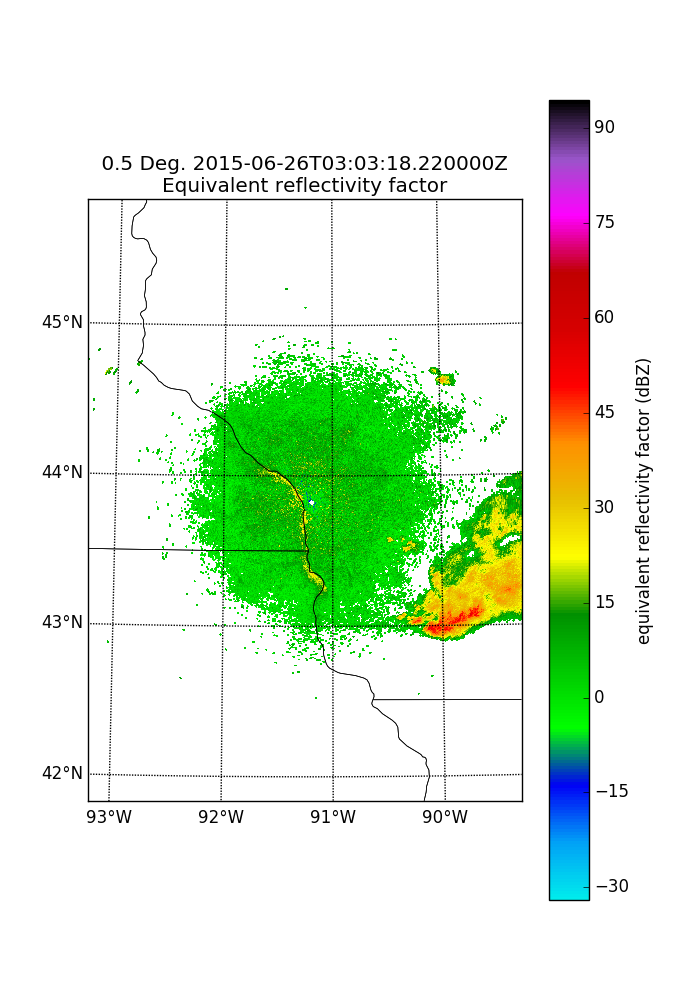 0.5 Deg. 2015-06-26T03:03:18.220000Z
Equivalent reflectivity factor
45°N
44°N
43°N
42°N
93°W 92°W 91°W 90°W
90
75
60
45
30
15
0
−15
−30
equivalent reflectivity factor (dBZ)